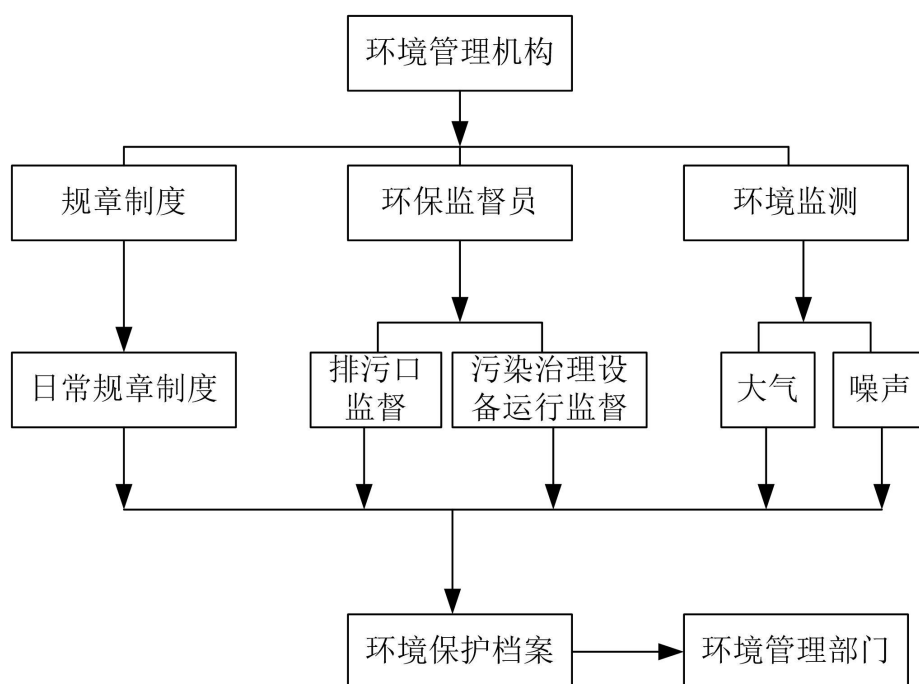 环境管理机构
规章制度
环保监督员
环境监测
日常规章制度
排污口
监督
污染治理设
备运行监督
大气
噪声
环境保护档案
环境管理部门